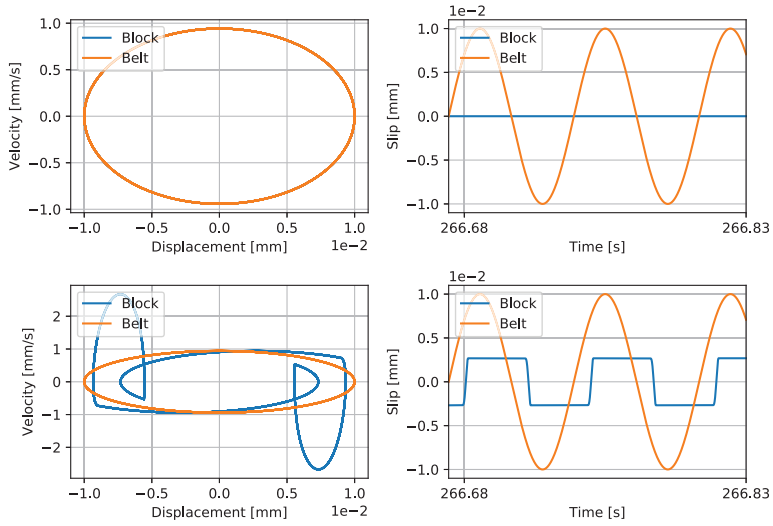 Block
Belt
1.0
0.5
0.0
−0.5
−1.0
Velocity [mm/s]
−1.0 −0.5 0.0 0.5 1.0
Displacement [mm]
1e−2
1e−2
Block
Belt
1.0
0.5
0.0
−0.5
−1.0
Slip [mm]
266.68 266.83
Time [s]
Block
Belt
2
1
0
−1
−2
Velocity [mm/s]
−1.0 −0.5 0.0 0.5 1.0
Displacement [mm]
1e−2
1e−2
Block
Belt
1.0
0.5
0.0
−0.5
−1.0
Slip [mm]
266.68 266.83
Time [s]